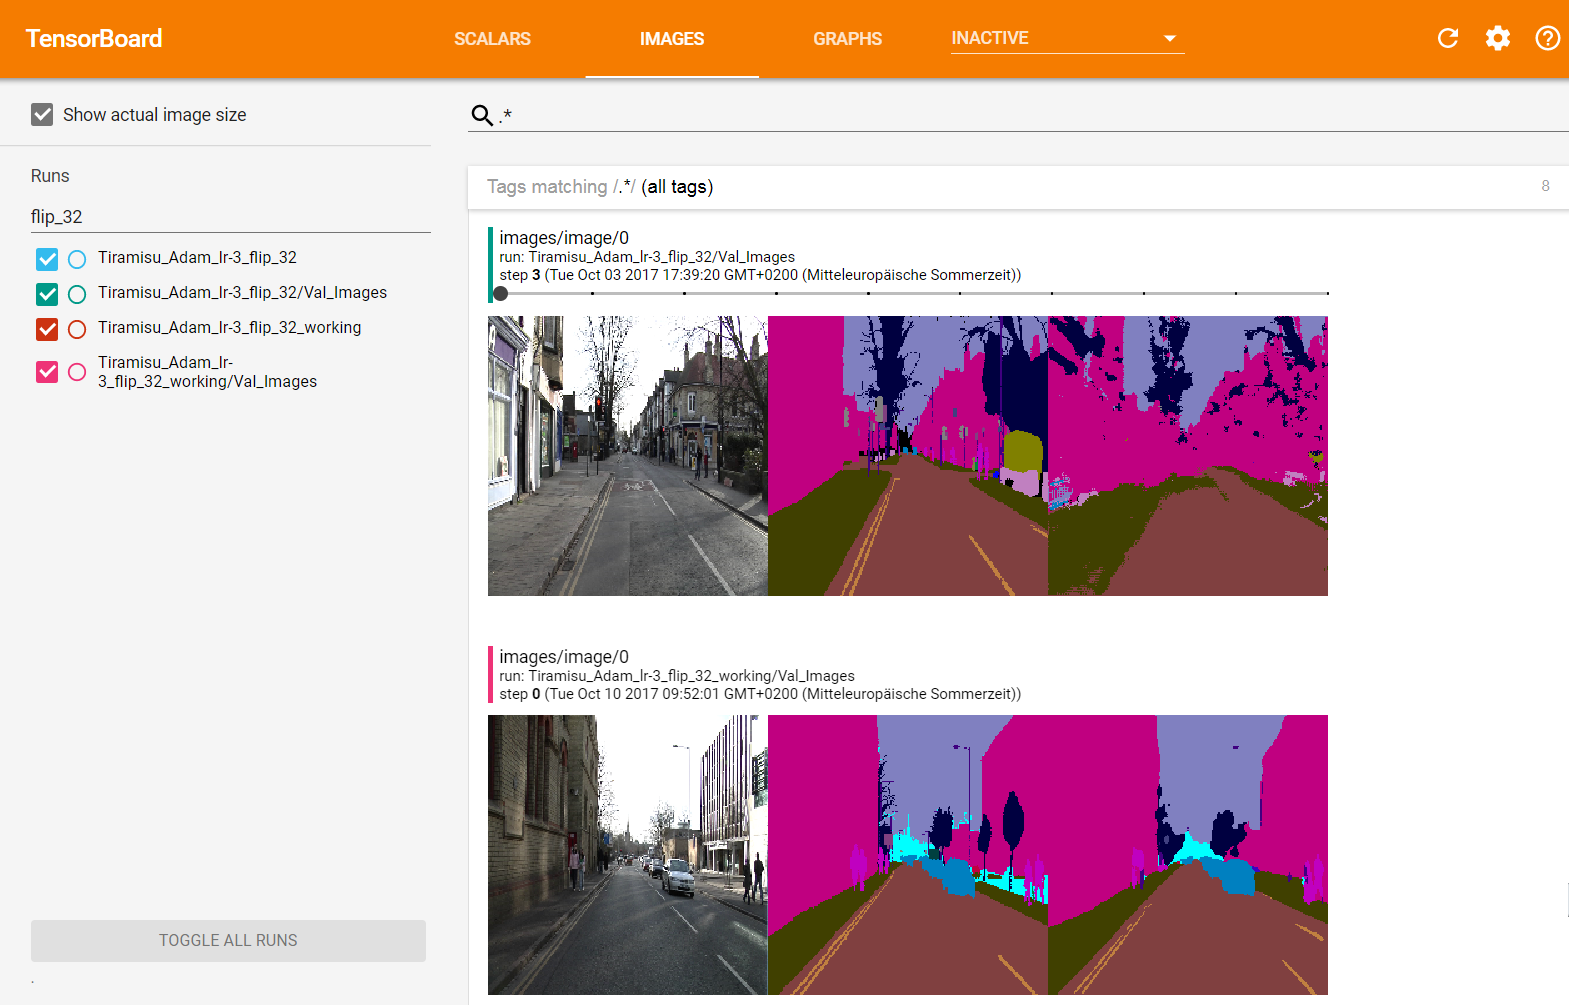 TensorBoard
SCALARS
IMAGES
GRAPHS
INACTIVE
Show actual image size
Runs
flip_32
Tiramisu_Adam_lr-3_flip_32
Tiramisu_Adam_lr-3_flip_32/Val_Images
Tiramisu_Adam_lr-3_flip_32_working
Tiramisu_Adam_lr-
3_flip_32_working/Val_Images
TOGGLE ALL RUNS
.
.*
Tags matching /.*/ (all tags)
8
images/image/0
run: Tiramisu_Adam_lr-3_flip_32/Val_Images
step 3 (Tue Oct 03 2017 17:39:20 GMT+0200 (Mitteleuropäische Sommerzeit))
images/image/0
run: Tiramisu_Adam_lr-3_flip_32_working/Val_Images
step 0 (Tue Oct 10 2017 09:52:01 GMT+0200 (Mitteleuropäische Sommerzeit))